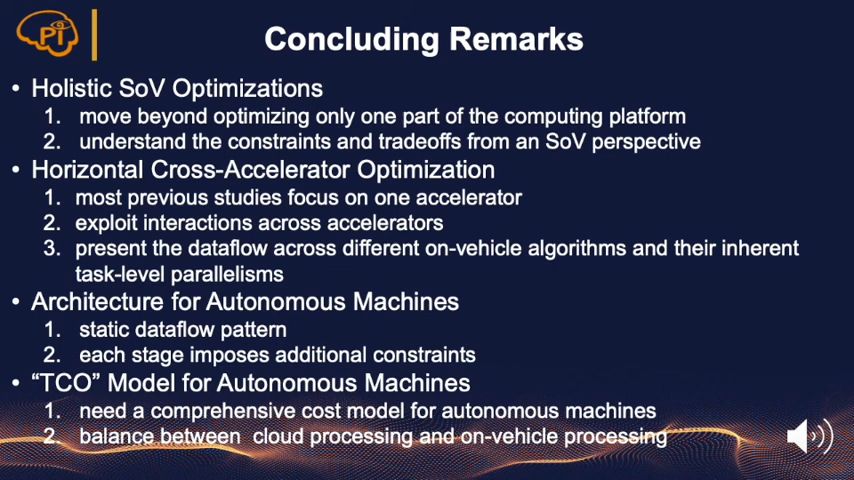 PI
Concluding Remarks
• Holistic SoV Optimizations
1. move beyond optimizing only one part of the computing platform
2. understand the constraints and tradeoffs from an SoV perspective
• Horizontal Cross-Accelerator Optimization
1. most previous studies focus on one accelerator
2. exploit interactions across accelerators
3. present the dataflow across different on-vehicle algorithms and their inherent
task-level parallelisms
• Architecture for Autonomous Machines
1. static dataflow pattern
2. each stage imposes additional constraints
• “TCO” Model for Autonomous Machines
1. need a comprehensive cost model for autonomous machines
2. balance between cloud processing and on-vehicle processing